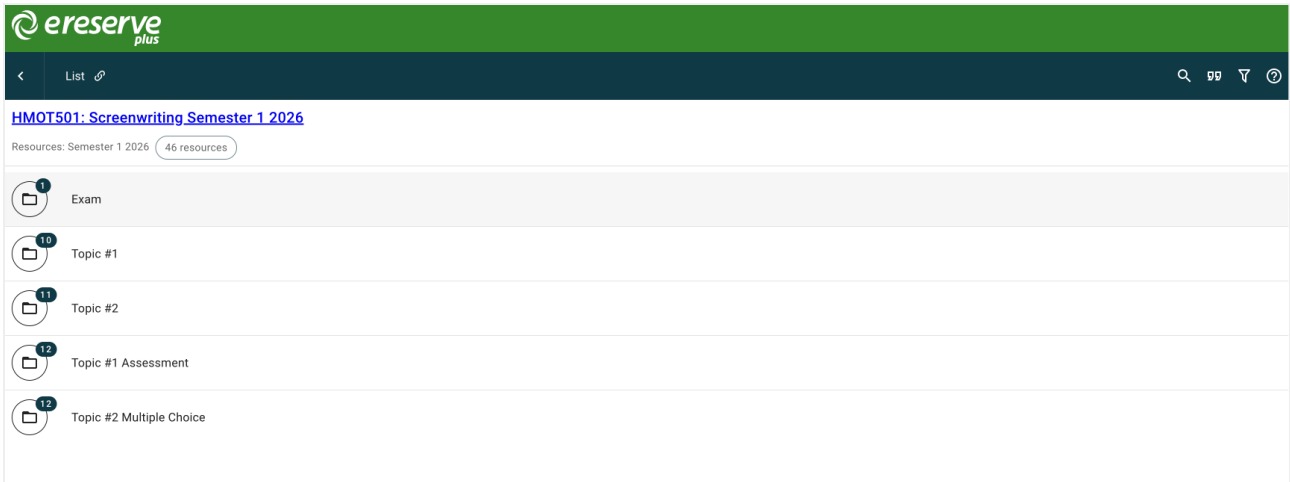 ereserve
plus
List
HMOT501: Screenwriting Semester 1 2026
Resources: Semester 1 2026 46 resources
1
Exam
10
Topic #1
11
Topic #2
12
Topic #1 Assessment
12
Topic #2 Multiple Choice